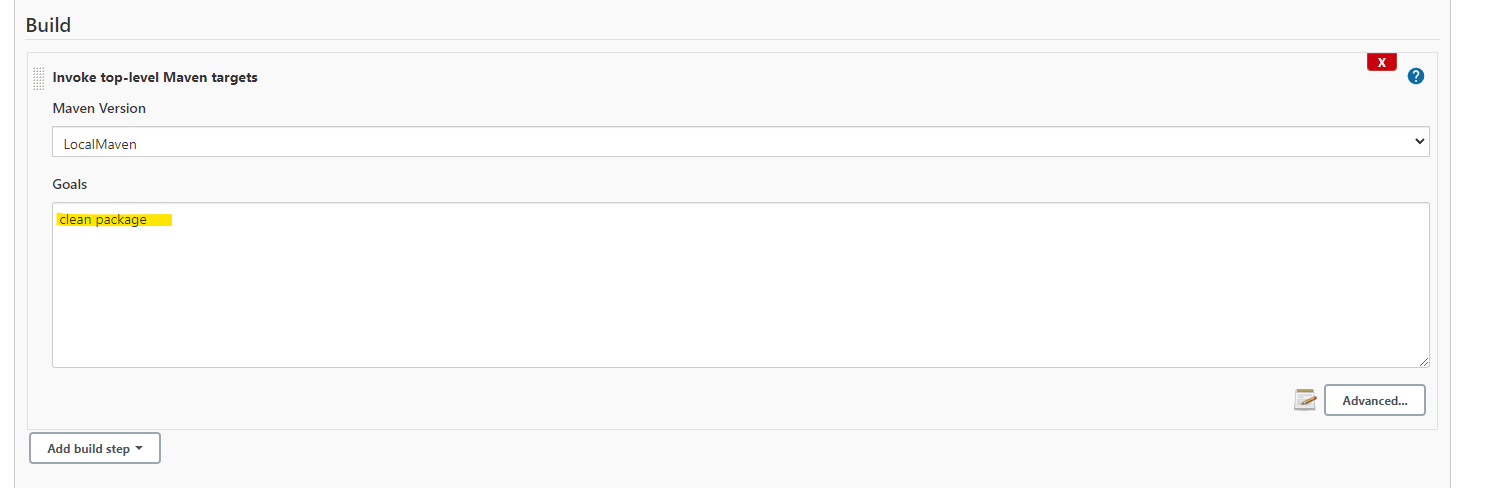 Build
Invoke top-level Maven targets
X
?
Maven Version
LocalMaven
Goals
clean package
Advanced...
Add build step